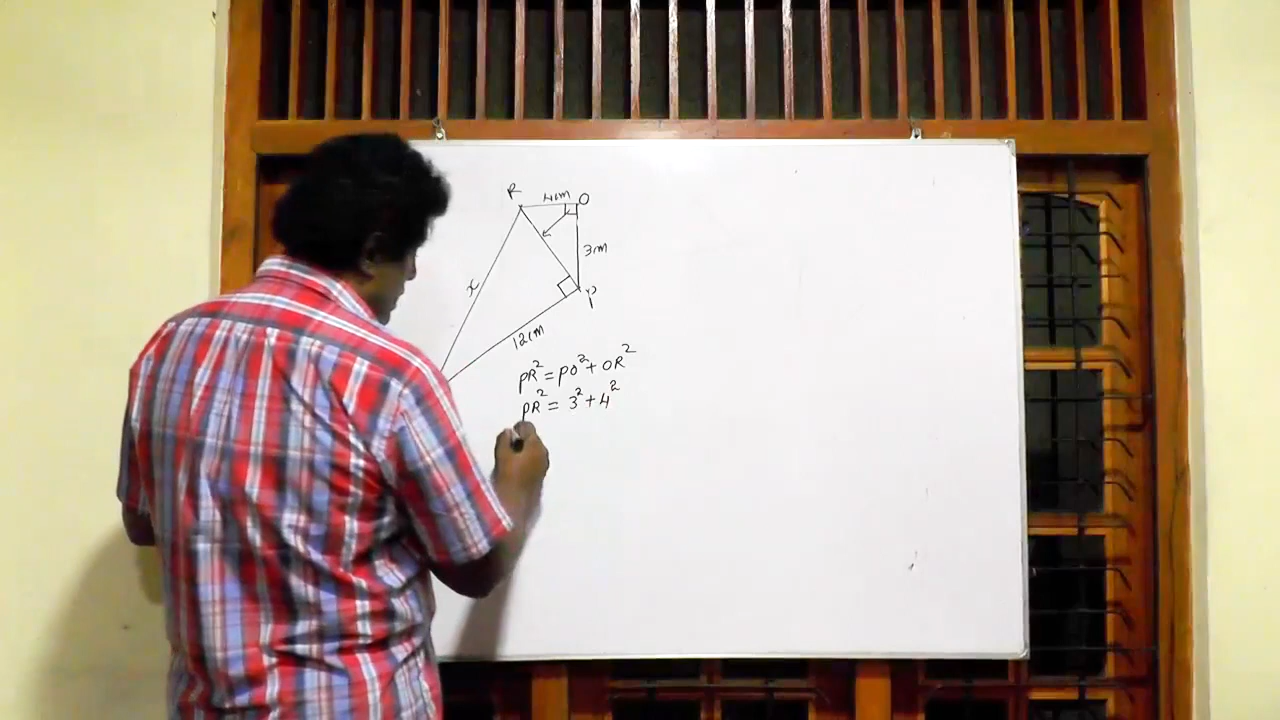 R 4cm O
3cm
x
P
12cm
PR² = PO² + OR²
PR² = 3² + 4²